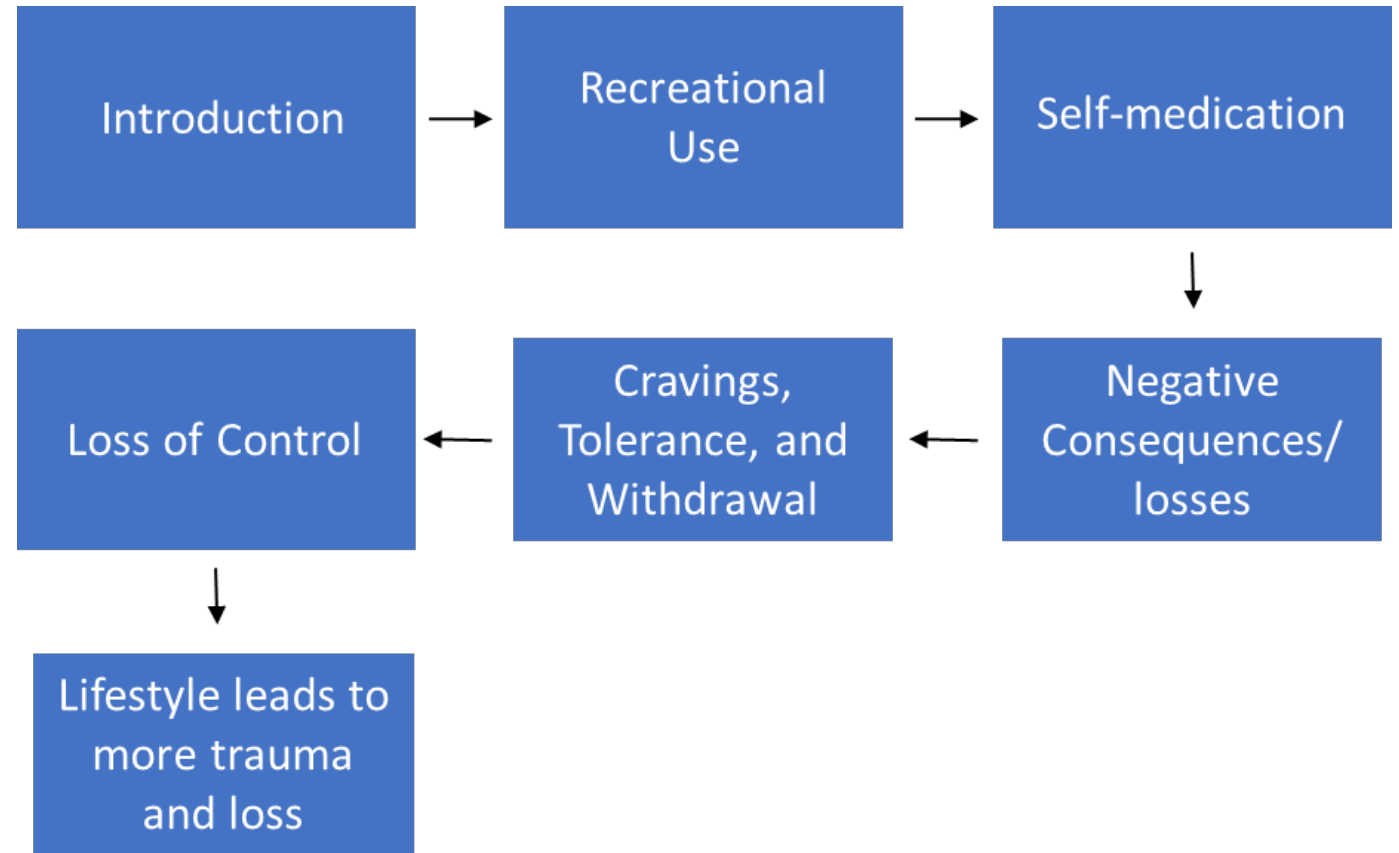 Introduction
Recreational
Use
Self-medication
Loss of Control
Cravings,
Tolerance, and
Withdrawal
Negative
Consequences/
losses
Lifestyle leads to
more trauma
and loss